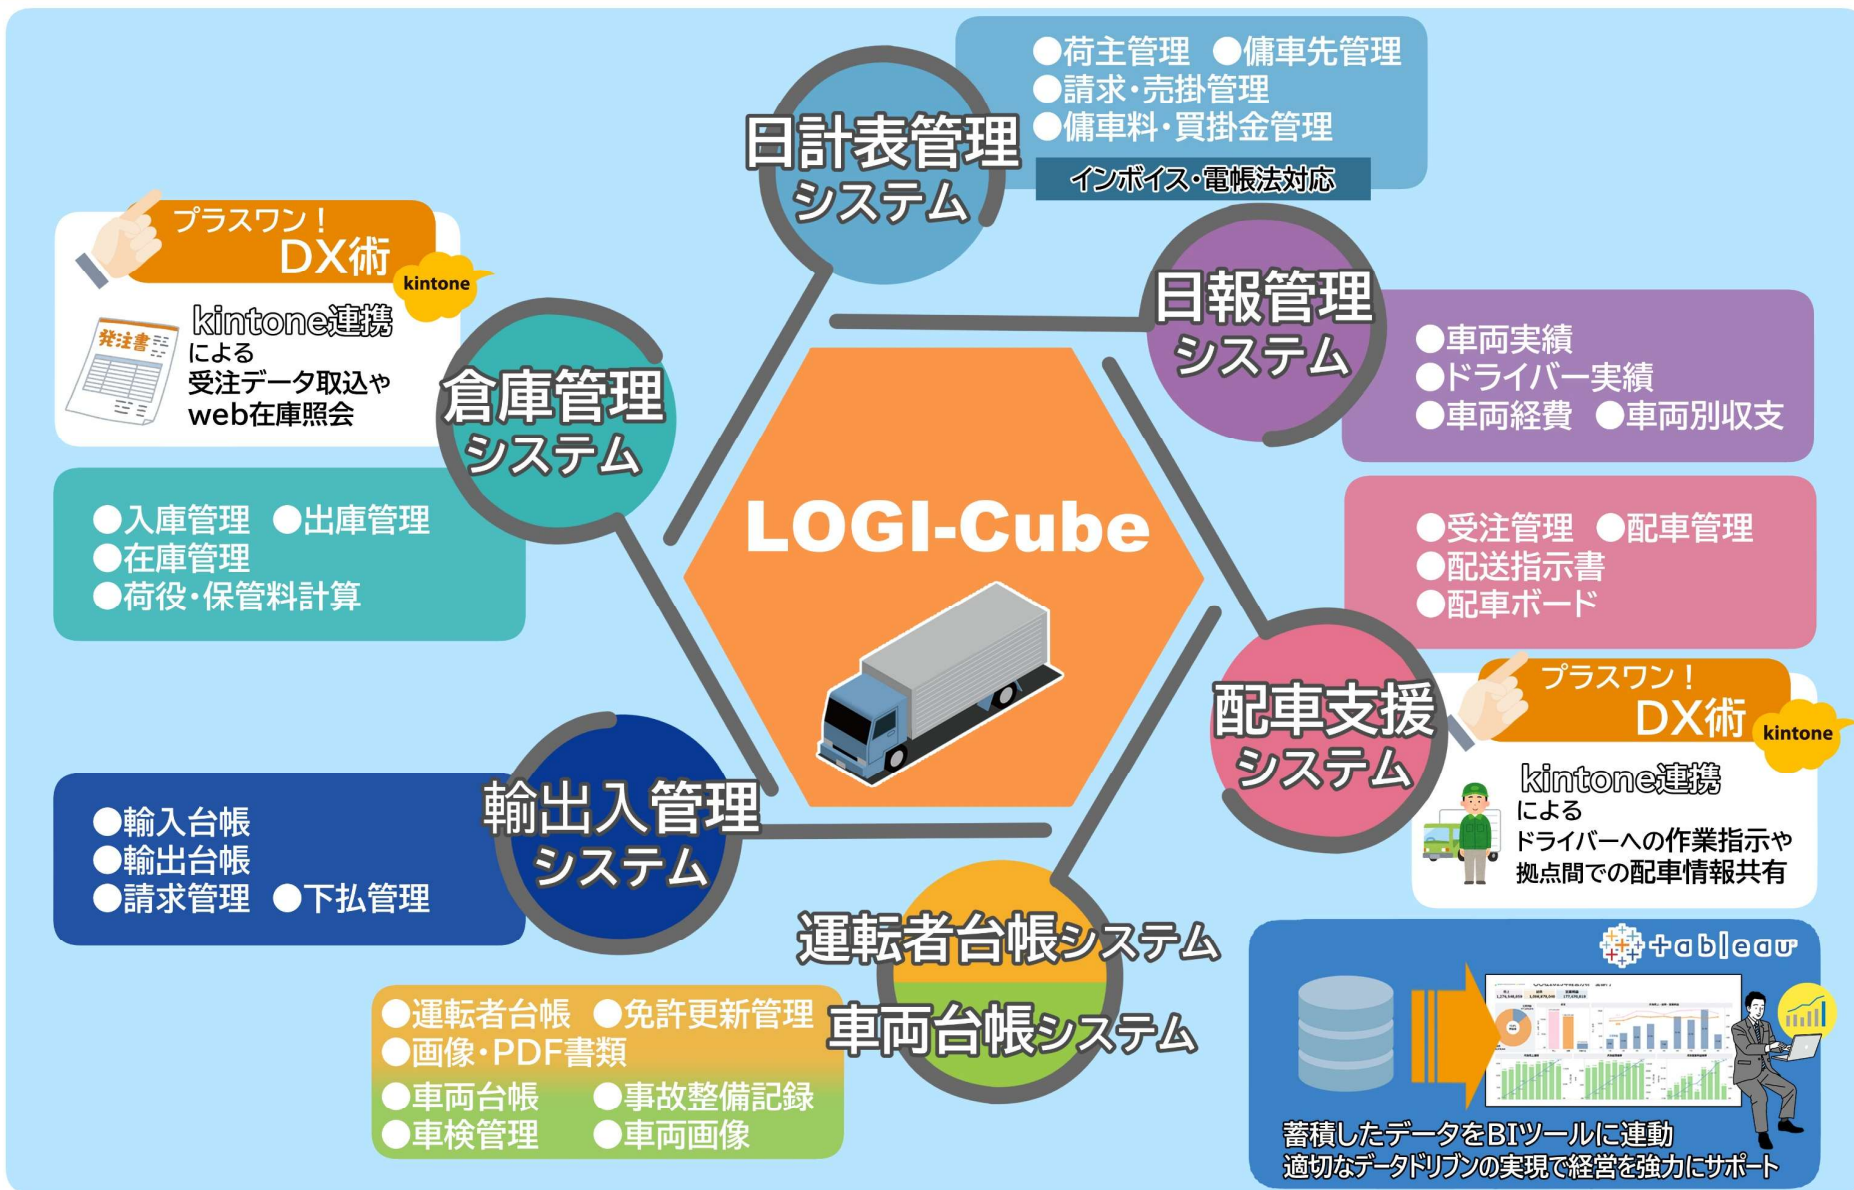 日計表管理
システム
●荷主管理 ●傭車先管理
●請求・売掛管理
●傭車料・買掛金管理
インボイス・電帳法対応
日報管理
システム
●車両実績
●ドライバー実績
●車両経費 ●車両別収支
プラスワン!
DX術
kintone
kintone連携
による
受注データ取込や
web在庫照会
発注書
倉庫管理
システム
●入庫管理 ●出庫管理
●在庫管理
●荷役・保管料計算
LOGI-Cube
●受注管理 ●配車管理
●配送指示書
●配車ボード
配車支援
システム
プラスワン!
DX術
kintone
kintone連携
による
ドライバーへの作業指示や
拠点間での配車情報共有
輸出入管理
システム
●輸入台帳
●輸出台帳
●請求管理 ●下払管理
運転者台帳システム
車両台帳システム
●運転者台帳 ●免許更新管理
●画像・PDF書類
●車両台帳 ●事故整備記録
●車検管理 ●車両画像
+ableau
蓄積したデータをBIツールに連動
適切なデータドリブンの実現で経営を強力にサポート